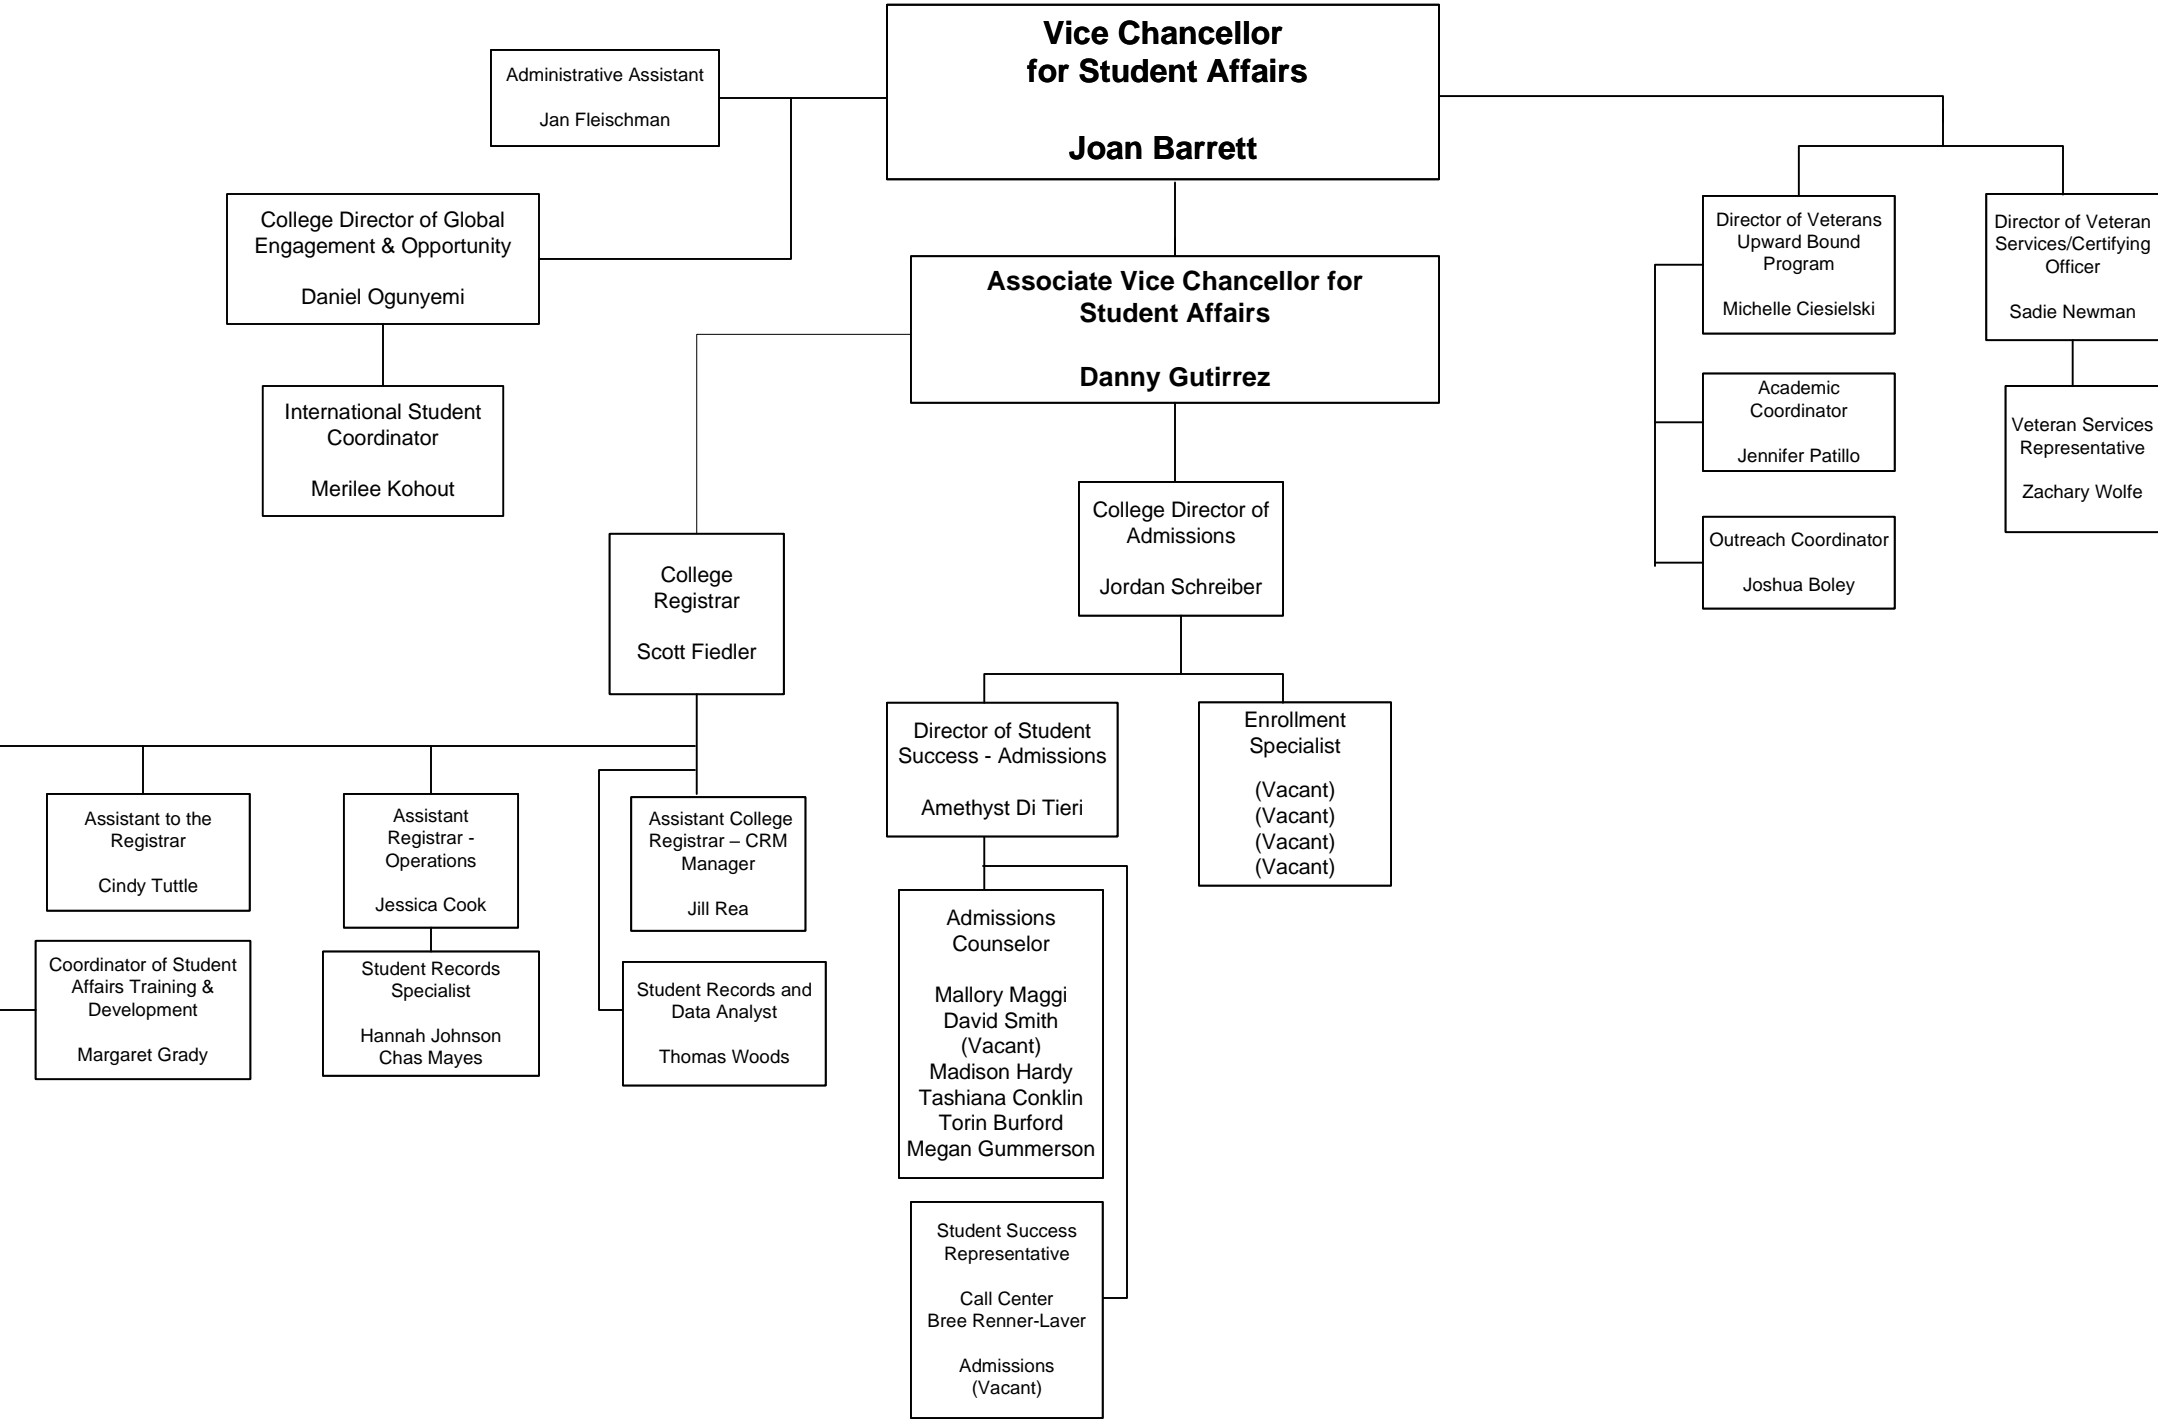 Vice Chancellor
for Student Affairs
Joan Barrett
Administrative Assistant
Jan Fleischman
College Director of Global
Engagement & Opportunity
Daniel Ogunyemi
International Student
Coordinator
Merilee Kohout
Associate Vice Chancellor for
Student Affairs
Danny Gutirrez
Director of Veterans
Upward Bound
Program
Michelle Ciesielski
Academic
Coordinator
Jennifer Patillo
Outreach Coordinator
Joshua Boley
Director of Veteran
Services/Certifying
Officer
Sadie Newman
Veteran Services
Representative
Zachary Wolfe
College
Registrar
Scott Fiedler
College Director of
Admissions
Jordan Schreiber
Assistant to the
Registrar
Cindy Tuttle
Coordinator of Student
Affairs Training &
Development
Margaret Grady
Assistant
Registrar -
Operations
Jessica Cook
Student Records
Specialist
Hannah Johnson
Chas Mayes
Assistant College
Registrar – CRM
Manager
Jill Rea
Student Records and
Data Analyst
Thomas Woods
Director of Student
Success - Admissions
Amethyst Di Tieri
Enrollment
Specialist
(Vacant)
(Vacant)
(Vacant)
(Vacant)
Admissions
Counselor
Mallory Maggi
David Smith
(Vacant)
Madison Hardy
Tashiana Conklin
Torin Burford
Megan Gummerson
Student Success
Representative
Call Center
Bree Renner-Laver
Admissions
(Vacant)